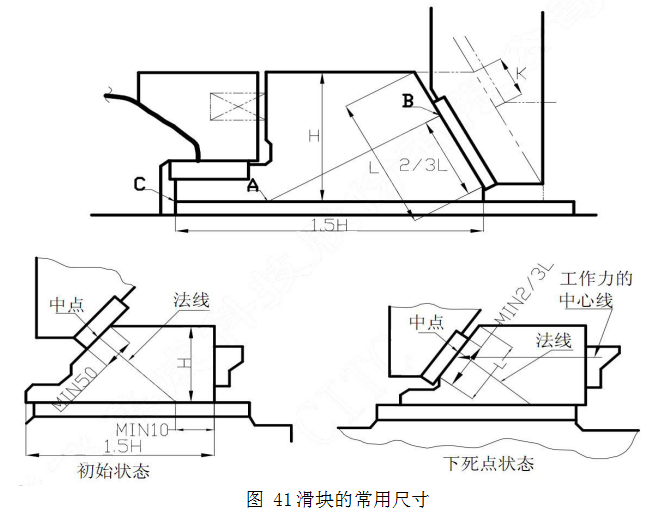 K
B
H
L
2/3L
C
A
1.5H
中点
法线
H
MIN50
MIN10
1.5H
初始状态
工作力的
中心线
MIN2/3L
中点
法线
L
下死点状态
图 41滑块的常用尺寸